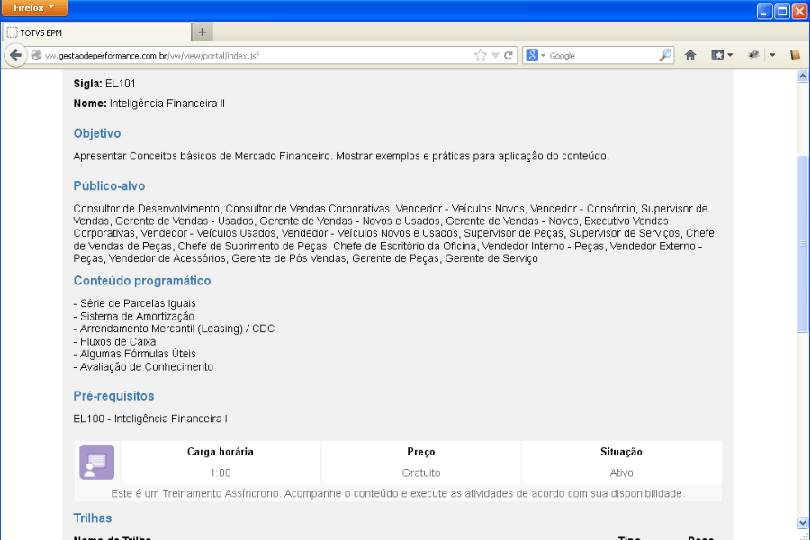 Firefox
TOTVS EPM
vw.gestaodeperformance.com.br/vw/view/portal/index.jsf
Google
Sigla: EL101
Nome: Inteligência Financeira II
Objetivo
Apresentar Conceitos básicos de Mercado Financeiro. Mostrar exemplos e práticas para aplicação do conteúdo.
Público-alvo
Consultor de Desenvolvimento, Consultor de Vendas Corporativas, Vendedor - Veículos Novos, Vendedor - Consórcio, Supervisor de
Vendas, Gerente de Vendas - Usados, Gerente de Vendas - Novos e Usados, Gerente de Vendas - Novos, Executivo Vendas
Corporativas, Vendedor - Veículos Usados, Vendedor - Veículos Novos e Usados, Supervisor de Peças, Supervisor de Serviços, Chefe
de Vendas de Peças, Chefe de Suprimento de Peças, Chefe de Escritório da Oficina, Vendedor Interno - Peças, Vendedor Externo -
Peças, Vendedor de Acessórios, Gerente de Pós Vendas, Gerente de Peças, Gerente de Serviço
Conteúdo programático
- Série de Parcelas Iguais
- Sistema de Amortização
- Arrendamento Mercantil (Leasing) / CDC
- Fluxos de Caixa
- Algumas Fórmulas Úteis
- Avaliação de Conhecimento
Pré-requisitos
EL100 - Inteligência Financeira I
Carga horária Preço Situação
1:00 Gratuito Ativo
Este é um Treinamento Assíncrono. Acompanhe o conteúdo e execute as atividades de acordo com sua disponibilidade.
Trilhas
Nome da Trilha Tipo Peso